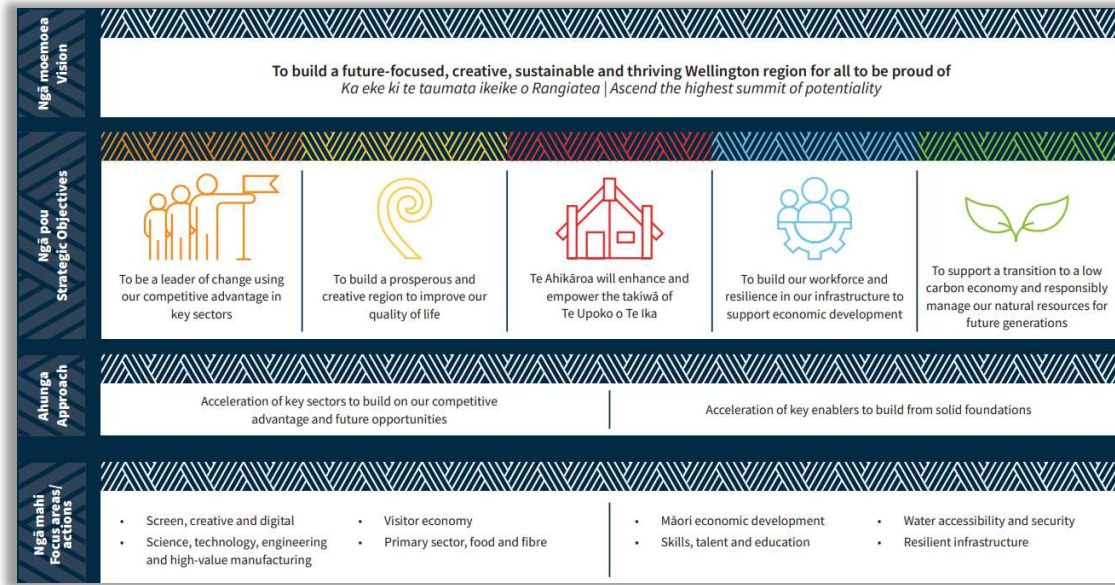 Ngā moemoea
Vision
To build a future-focused, creative, sustainable and thriving Wellington region for all to be proud of
Ka eke ki te taumata ikeike o Rangiatea | Ascend the highest summit of potentiality
Ngā pou
Strategic Objectives
To be a leader of change using
our competitive advantage in
key sectors
To build a prosperous and
creative region to improve our
quality of life
Te Ahikāroa will enhance and
empower the takiwā of
Te Upoko o Te Ika
To build our workforce and
resilience in our infrastructure to
support economic development
To support a transition to a low
carbon economy and responsibly
manage our natural resources for
future generations
Ahunga
Approach
Acceleration of key sectors to build on our competitive
advantage and future opportunities
Acceleration of key enablers to build from solid foundations
Ngā mahi
Focus areas/
actions
• Screen, creative and digital
• Science, technology, engineering
and high-value manufacturing
• Visitor economy
• Primary sector, food and fibre
• Māori economic development
• Skills, talent and education
• Water accessibility and security
• Resilient infrastructure